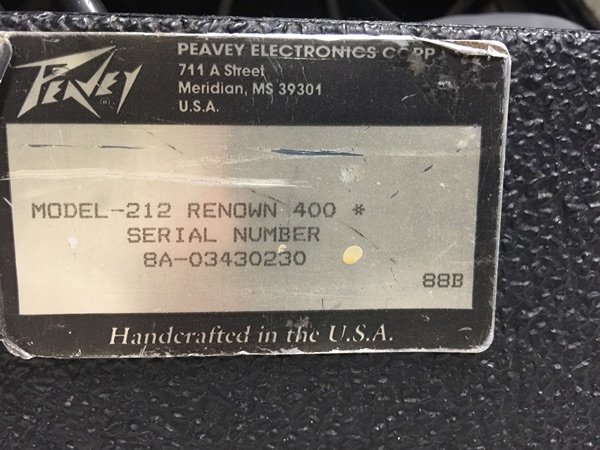 PEAVEY
®
PEAVEY ELECTRONICS CORP
711 A Street
Meridian, MS 39301
U.S.A.
MODEL-212 RENOWN 400 *
SERIAL NUMBER
8A-03430230
88B
Handcrafted in the U.S.A.